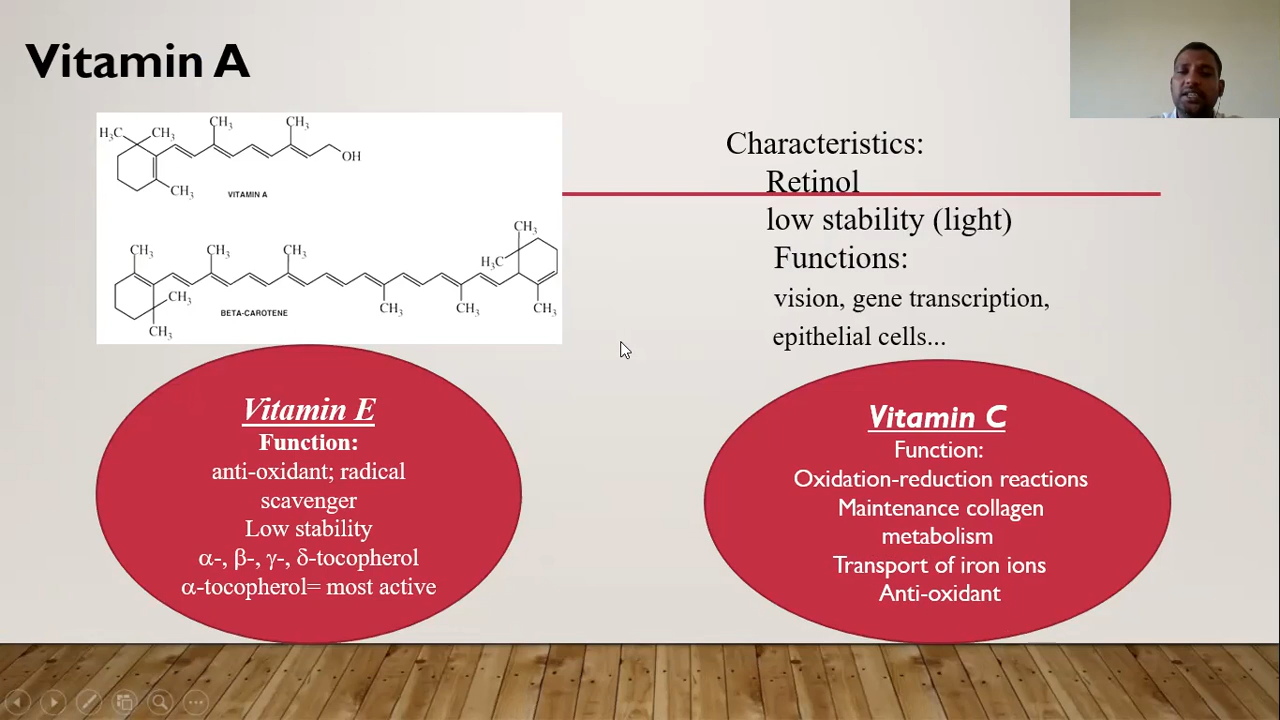 Vitamin A
H₃C CH₃ CH₃ CH₃
OH
CH₃
VITAMIN A
CH₃ CH₃ CH₃ CH₃
H₃C
CH₃
BETA-CAROTENE CH₃ CH₃ CH₃
CH₃
Characteristics:
Retinol
low stability (light)
Functions:
vision, gene transcription,
epithelial cells...
Vitamin E
Function:
anti-oxidant; radical
scavenger
Low stability
α-, β-, γ-, δ-tocopherol
α-tocopherol= most active
Vitamin C
Function:
Oxidation-reduction reactions
Maintenance collagen
metabolism
Transport of iron ions
Anti-oxidant